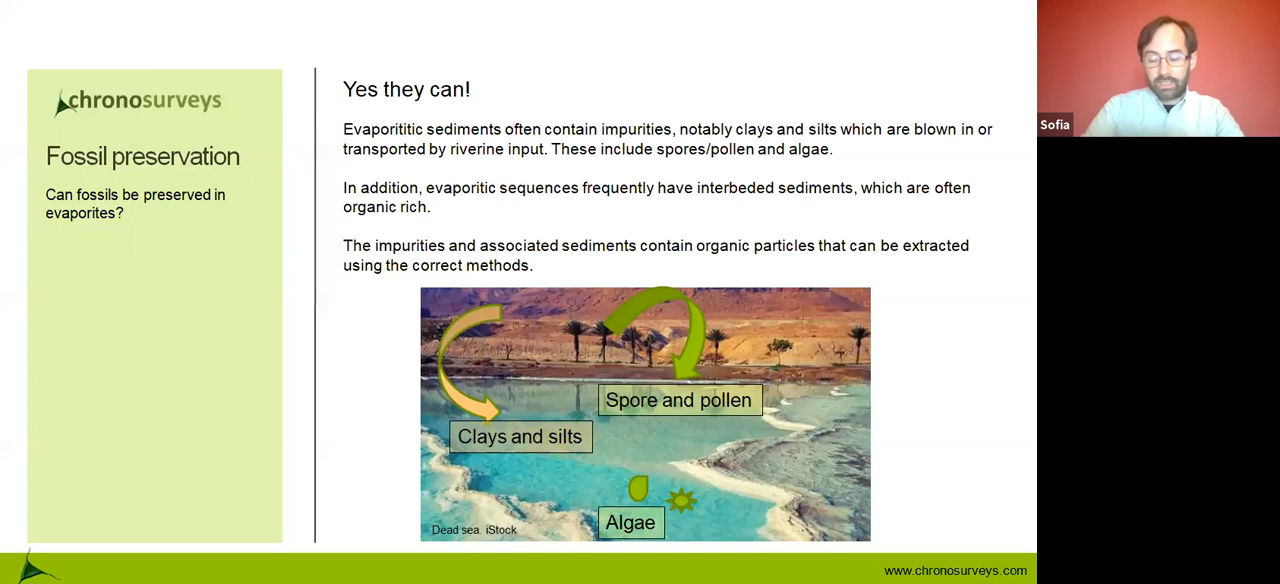 chronosurveys
Fossil preservation
Can fossils be preserved in
evaporites?
Yes they can!
Evaporititic sediments often contain impurities, notably clays and silts which are blown in or
transported by riverine input. These include spores/pollen and algae.
In addition, evaporitic sequences frequently have interbeded sediments, which are often
organic rich.
The impurities and associated sediments contain organic particles that can be extracted
using the correct methods.
Spore and pollen
Clays and silts
Algae
Dead sea. iStock
www.chronosurveys.com
Sofia